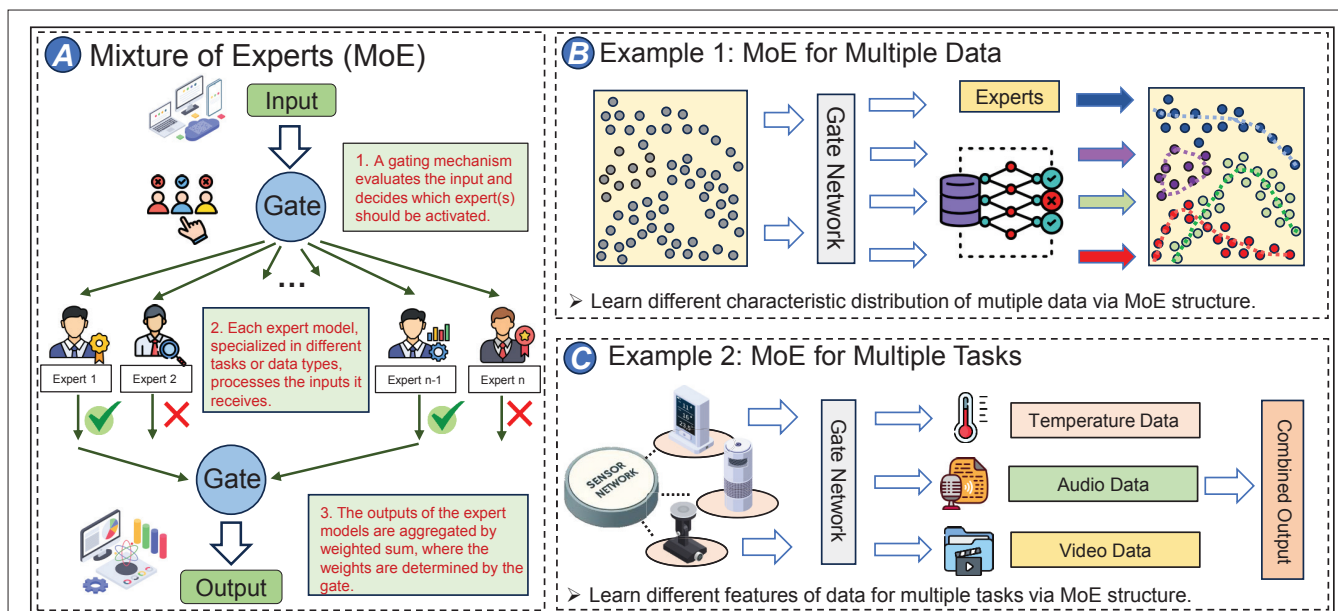 A Mixture of Experts (MoE)
Input
Gate
1. A gating mechanism
evaluates the input and
decides which expert(s)
should be activated.
...
2. Each expert model,
specialized in different
tasks or data types,
processes the inputs it
receives.
Expert 1
Expert 2
Expert n-1
Expert n
Gate
3. The outputs of the expert
models are aggregated by
weighted sum, where the
weights are determined by the
gate.
Output
B Example 1: MoE for Multiple Data
Gate Network
Experts
➢ Learn different characteristic distribution of mutiple data via MoE structure.
C Example 2: MoE for Multiple Tasks
SENSOR
NETWORK
Gate Network
Temperature Data
Audio Data
Video Data
Combined Output
➢ Learn different features of data for multiple tasks via MoE structure.